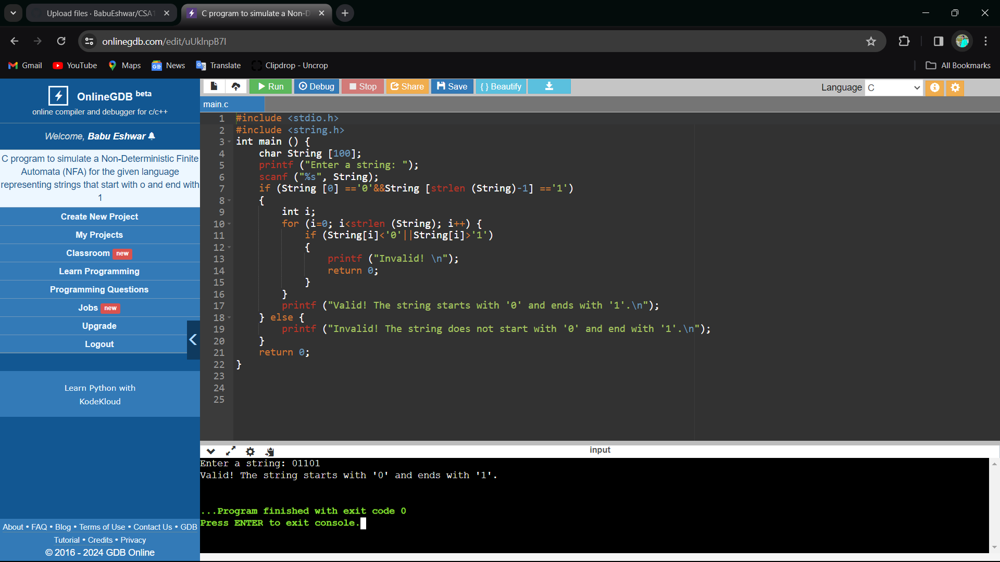 Upload files · BabuEshwar/CSA1
C program to simulate a Non-D
onlinegdb.com/edit/uUklnpB7I
Gmail YouTube Maps News Translate Clipdrop - Uncrop All Bookmarks
OnlineGDB beta
online compiler and debugger for c/c++
Welcome, Babu Eshwar
C program to simulate a Non-Deterministic Finite
Automata (NFA) for the given language
representing strings that start with o and end with
1
Create New Project
My Projects
Classroom new
Learn Programming
Programming Questions
Jobs new
Upgrade
Logout
Learn Python with
KodeKloud
About • FAQ • Blog • Terms of Use • Contact Us • GDB
Tutorial • Credits • Privacy
© 2016 - 2024 GDB Online
Run Debug Stop Share Save { } Beautify Language C
main.c
1 #include <stdio.h>
2 #include <string.h>
3 int main () {
4 char String [100];
5 printf ("Enter a string: ");
6 scanf ("%s", String);
7 if (String [0] =='0'&&String [strlen (String)-1] =='1')
8 {
9 int i;
10 for (i=0; i<strlen (String); i++) {
11 if (String[i]<'0'||String[i]>'1')
12 {
13 printf ("Invalid! \n");
14 return 0;
15 }
16 }
17 printf ("Valid! The string starts with '0' and ends with '1'.\n");
18 } else {
19 printf ("Invalid! The string does not start with '0' and end with '1'.\n");
20 }
21 return 0;
22 }
23
24
25
input
Enter a string: 01101
Valid! The string starts with '0' and ends with '1'.
...Program finished with exit code 0
Press ENTER to exit console.